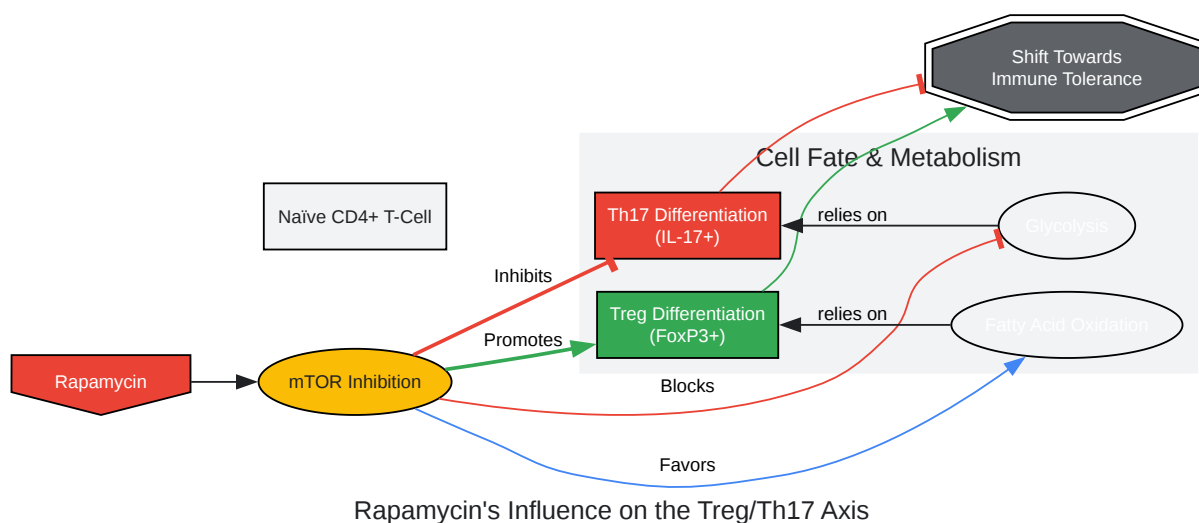 Shift Towards
Immune Tolerance
Cell Fate & Metabolism
Naïve CD4+ T-Cell
Th17 Differentiation
(IL-17+)
relies on
Glycolysis
Inhibits
Treg Differentiation
(FoxP3+)
relies on
Fatty Acid Oxidation
Promotes
Rapamycin
mTOR Inhibition
Blocks
Favors
Rapamycin's Influence on the Treg/Th17 Axis